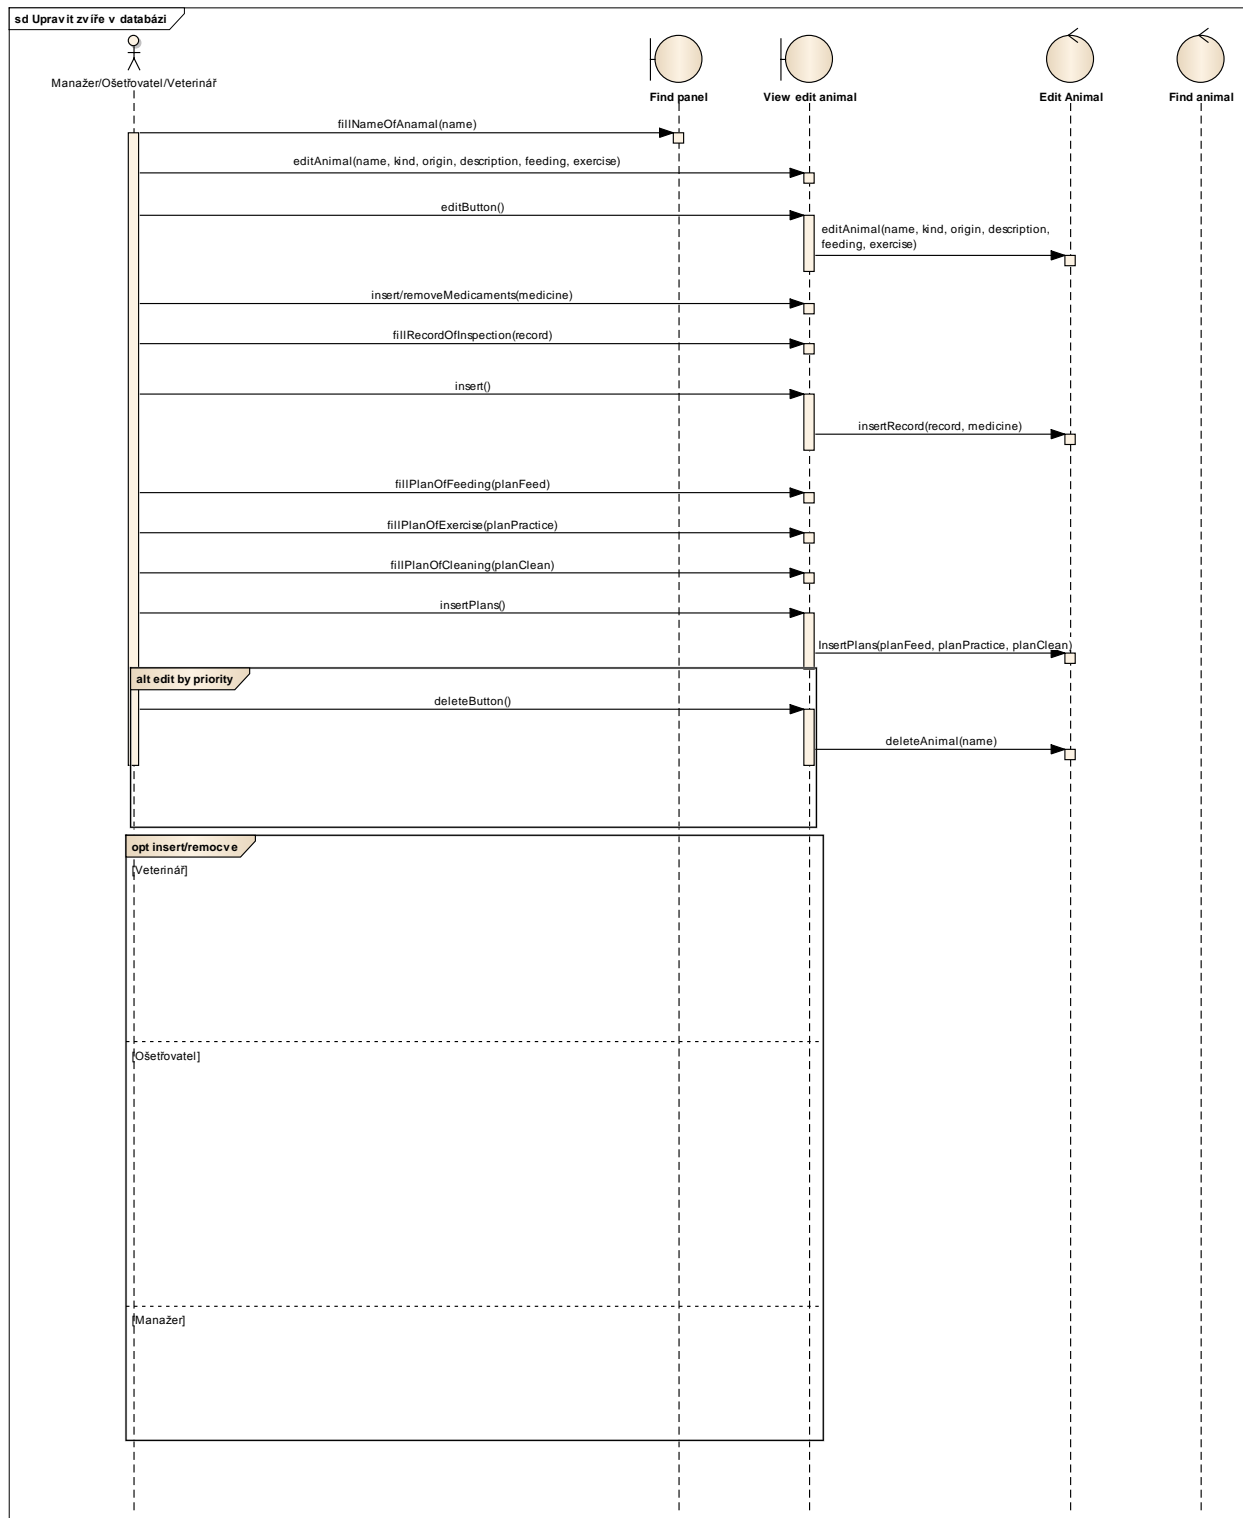 sd Upravit zvíře v databázi
Manažer/Ošetřovatel/Veterinář
Find panel
View edit animal
Edit Animal
Find animal
fillNameOfAnamal(name)
editAnimal(name, kind, origin, description, feeding, exercise)
editButton()
editAnimal(name, kind, origin, description,
feeding, exercise)
insert/removeMedicaments(medicine)
fillRecordOfInspection(record)
insert()
insertRecord(record, medicine)
fillPlanOfFeeding(planFeed)
fillPlanOfExercise(planPractice)
fillPlanOfCleaning(planClean)
insertPlans()
InsertPlans(planFeed, planPractice, planClean)
alt edit by priority
deleteButton()
deleteAnimal(name)
opt insert/remocve
[Veterinář]
[Ošetřovatel]
[Manažer]